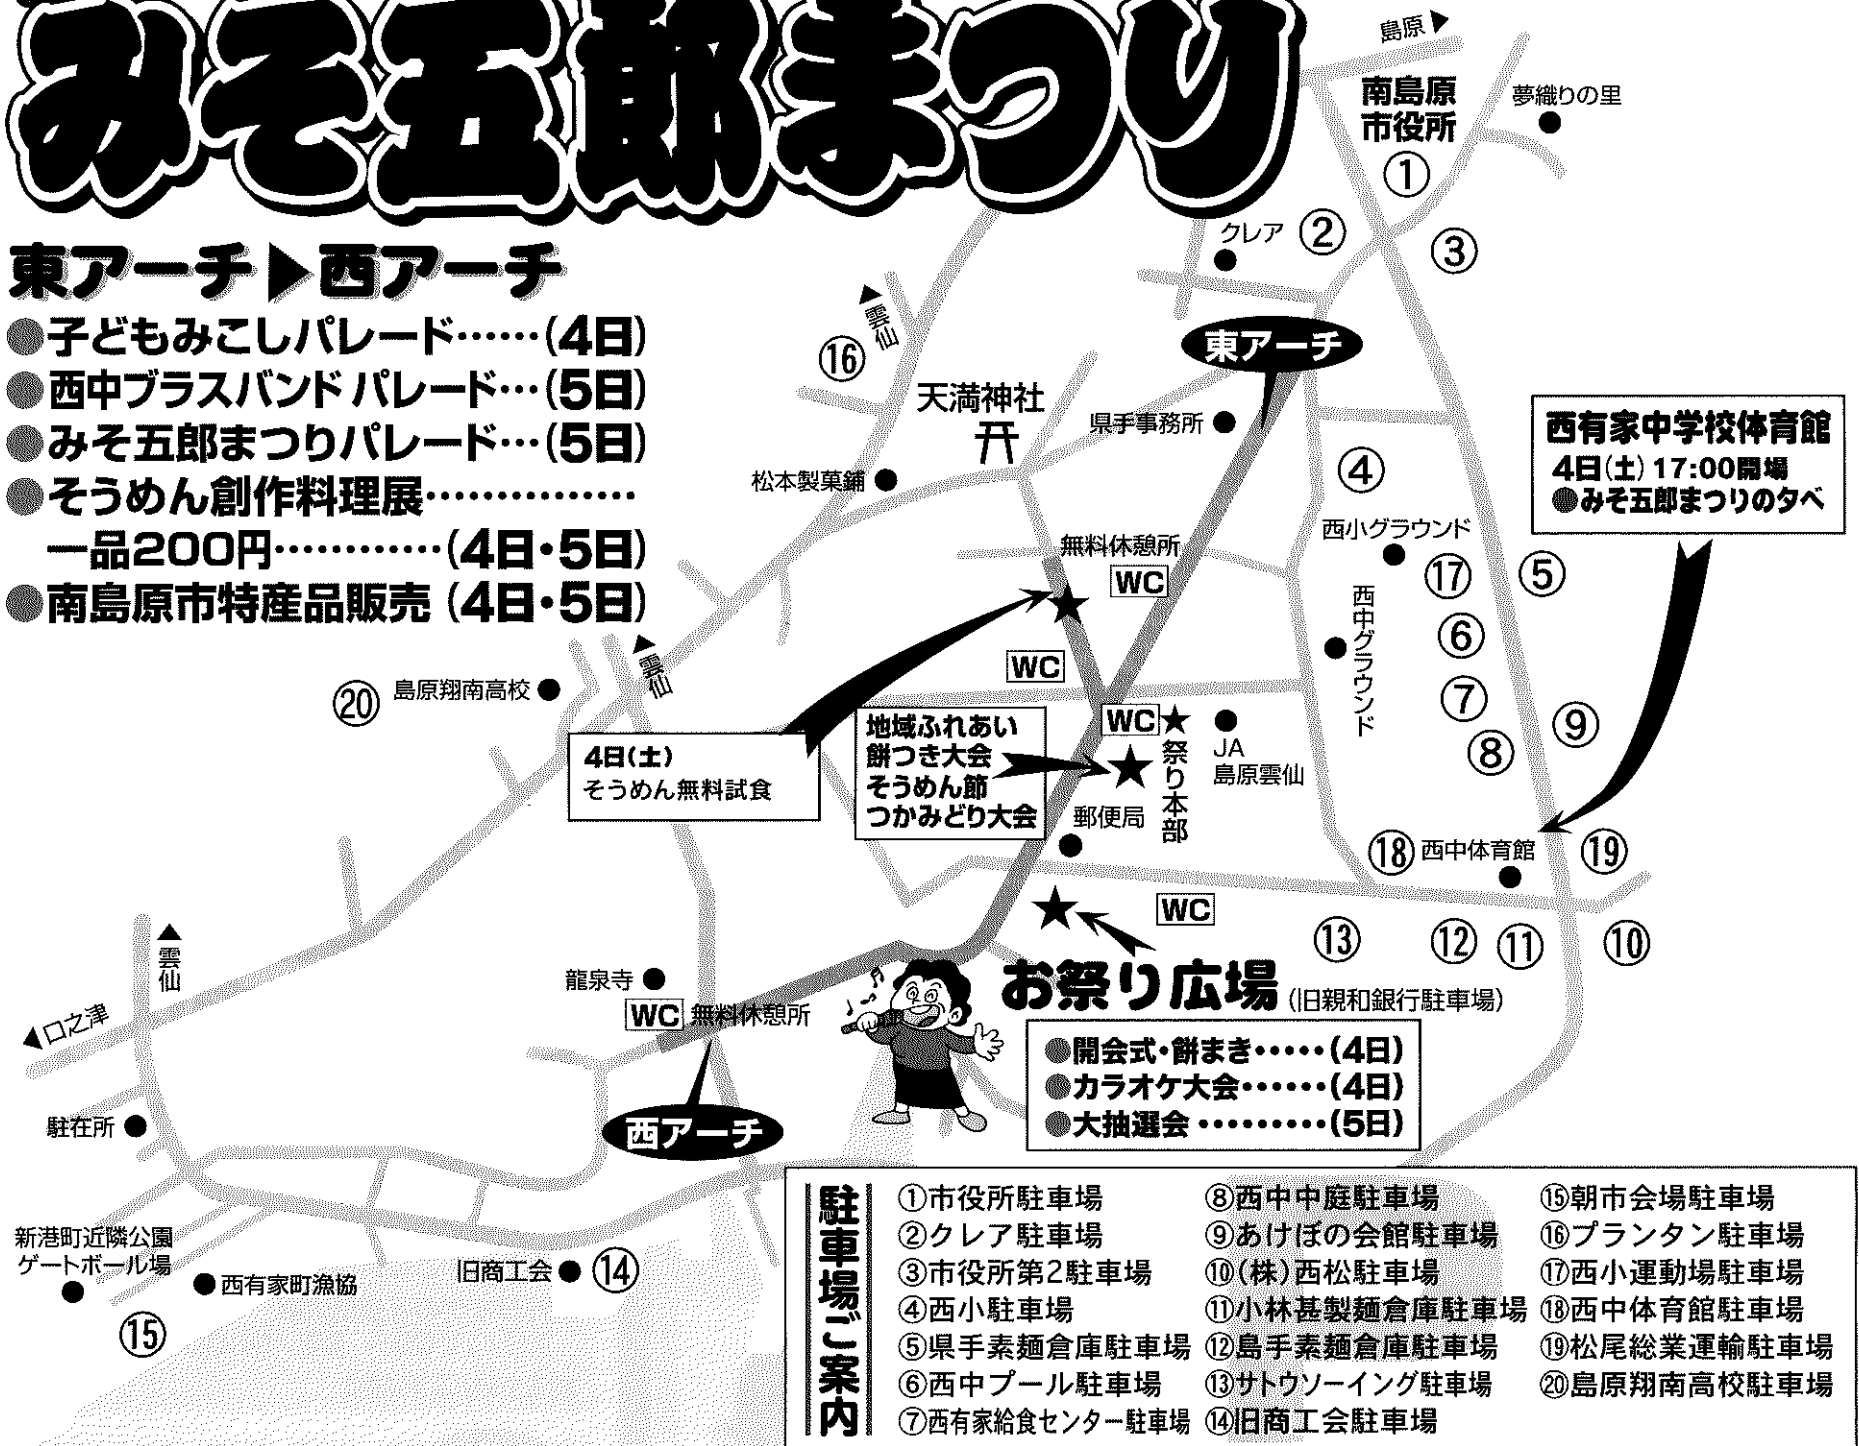 みそ五郎まつり
東アーチ▶西アーチ
●子どもみこしパレード……(4日)
●西中ブラスバンドパレード…(5日)
●みそ五郎まつりパレード…(5日)
●そうめん創作料理展……………
一品200円…………(4日・5日)
●南島原市特産品販売(4日・5日)
島原▶
南島原
市役所
①
夢織りの里
クレア
②
③
▲雲仙
⑯
東アーチ
天満神社
県手事務所
松本製菓鋪
④
西有家中学校体育館
4日(土)17:00開場
●みそ五郎まつりの夕べ
西小グラウンド
無料休憩所
WC
⑰
⑤
西中グラウンド
⑥
WC
▲雲仙
⑳
島原翔南高校
⑦
⑨
⑧
4日(土)
そうめん無料試食
地域ふれあい
餅つき大会
そうめん節
つかみどり大会
WC
祭り本部
JA
島原雲仙
郵便局
⑱
西中体育館
⑲
WC
⑬
⑫
⑪
⑩
▲雲仙
◀口之津
龍泉寺
WC
無料休憩所
お祭り広場(旧親和銀行駐車場)
●開会式・餅まき……(4日)
●カラオケ大会……(4日)
●大抽選会………(5日)
西アーチ
駐在所
新港町近隣公園
ゲートボール場
西有家町漁協
旧商工会
⑭
⑮
駐車場ご案内
①市役所駐車場
②クレア駐車場
③市役所第2駐車場
④西小駐車場
⑤県手素麺倉庫駐車場
⑥西中プール駐車場
⑦西有家給食センター駐車場
⑧西中中庭駐車場
⑨あけぼの会館駐車場
⑩(株)西松駐車場
⑪小林甚製麺倉庫駐車場
⑫島手素麺倉庫駐車場
⑬サトウソーイング駐車場
⑭旧商工会駐車場
⑮朝市会場駐車場
⑯プランタン駐車場
⑰西小運動場駐車場
⑱西中体育館駐車場
⑲松尾総業運輸駐車場
⑳島原翔南高校駐車場